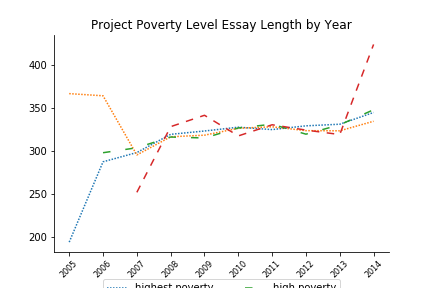 Project Poverty Level Essay Length by Year
400
350
300
250
200
2005 2006 2007 2008 2009 2010 2011 2012 2013 2014
highest poverty high poverty